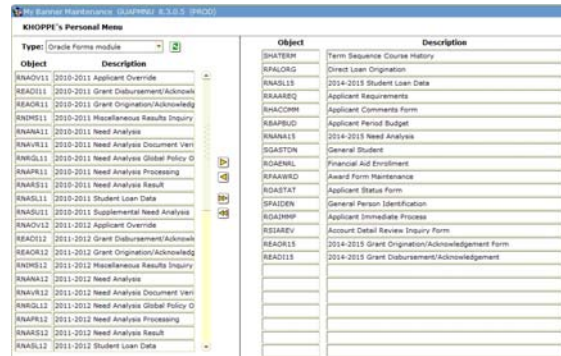 My Banner Maintenance GUAPMNU 8.3.0.5 (PROD)
KHOPPE's Personal Menu
Type: Oracle Forms module
Object Description
RNAOV11 2010-2011 Applicant Override
READI11 2010-2011 Grant Disbursement/Acknowle
REAOR11 2010-2011 Grant Origination/Acknowledg
RNIMS11 2010-2011 Miscellaneous Results Inquiry
RNANA11 2010-2011 Need Analysis
RNAVR11 2010-2011 Need Analysis Document Veri
RNRGL11 2010-2011 Need Analysis Global Policy O
RNAPR11 2010-2011 Need Analysis Processing
RNARS11 2010-2011 Need Analysis Result
RNASL11 2010-2011 Student Loan Data
RNASU11 2010-2011 Supplemental Need Analysis
RNAOV12 2011-2012 Applicant Override
READI12 2011-2012 Grant Disbursement/Acknowle
REAOR12 2011-2012 Grant Origination/Acknowledg
RNIMS12 2011-2012 Miscellaneous Results Inquiry
RNANA12 2011-2012 Need Analysis
RNAVR12 2011-2012 Need Analysis Document Veri
RNRGL12 2011-2012 Need Analysis Global Policy O
RNAPR12 2011-2012 Need Analysis Processing
RNARS12 2011-2012 Need Analysis Result
RNASL12 2011-2012 Student Loan Data
Object Description
SHATERM Term Sequence Course History
RPALORG Direct Loan Origination
RNASL15 2014-2015 Student Loan Data
RRAAREQ Applicant Requirements
RHACOMM Applicant Comments Form
RBAPBUD Applicant Period Budget
RNANA15 2014-2015 Need Analysis
SGASTDN General Student
ROAENRL Financial Aid Enrollment
RPAAWRD Award Form Maintenance
ROASTAT Applicant Status Form
SPAIDEN General Person Identification
ROAIMMP Applicant Immediate Process
RSIAREV Account Detail Review Inquiry Form
REAOR15 2014-2015 Grant Origination/Acknowledgement Form
READI15 2014-2015 Grant Disbursement/Acknowledgement